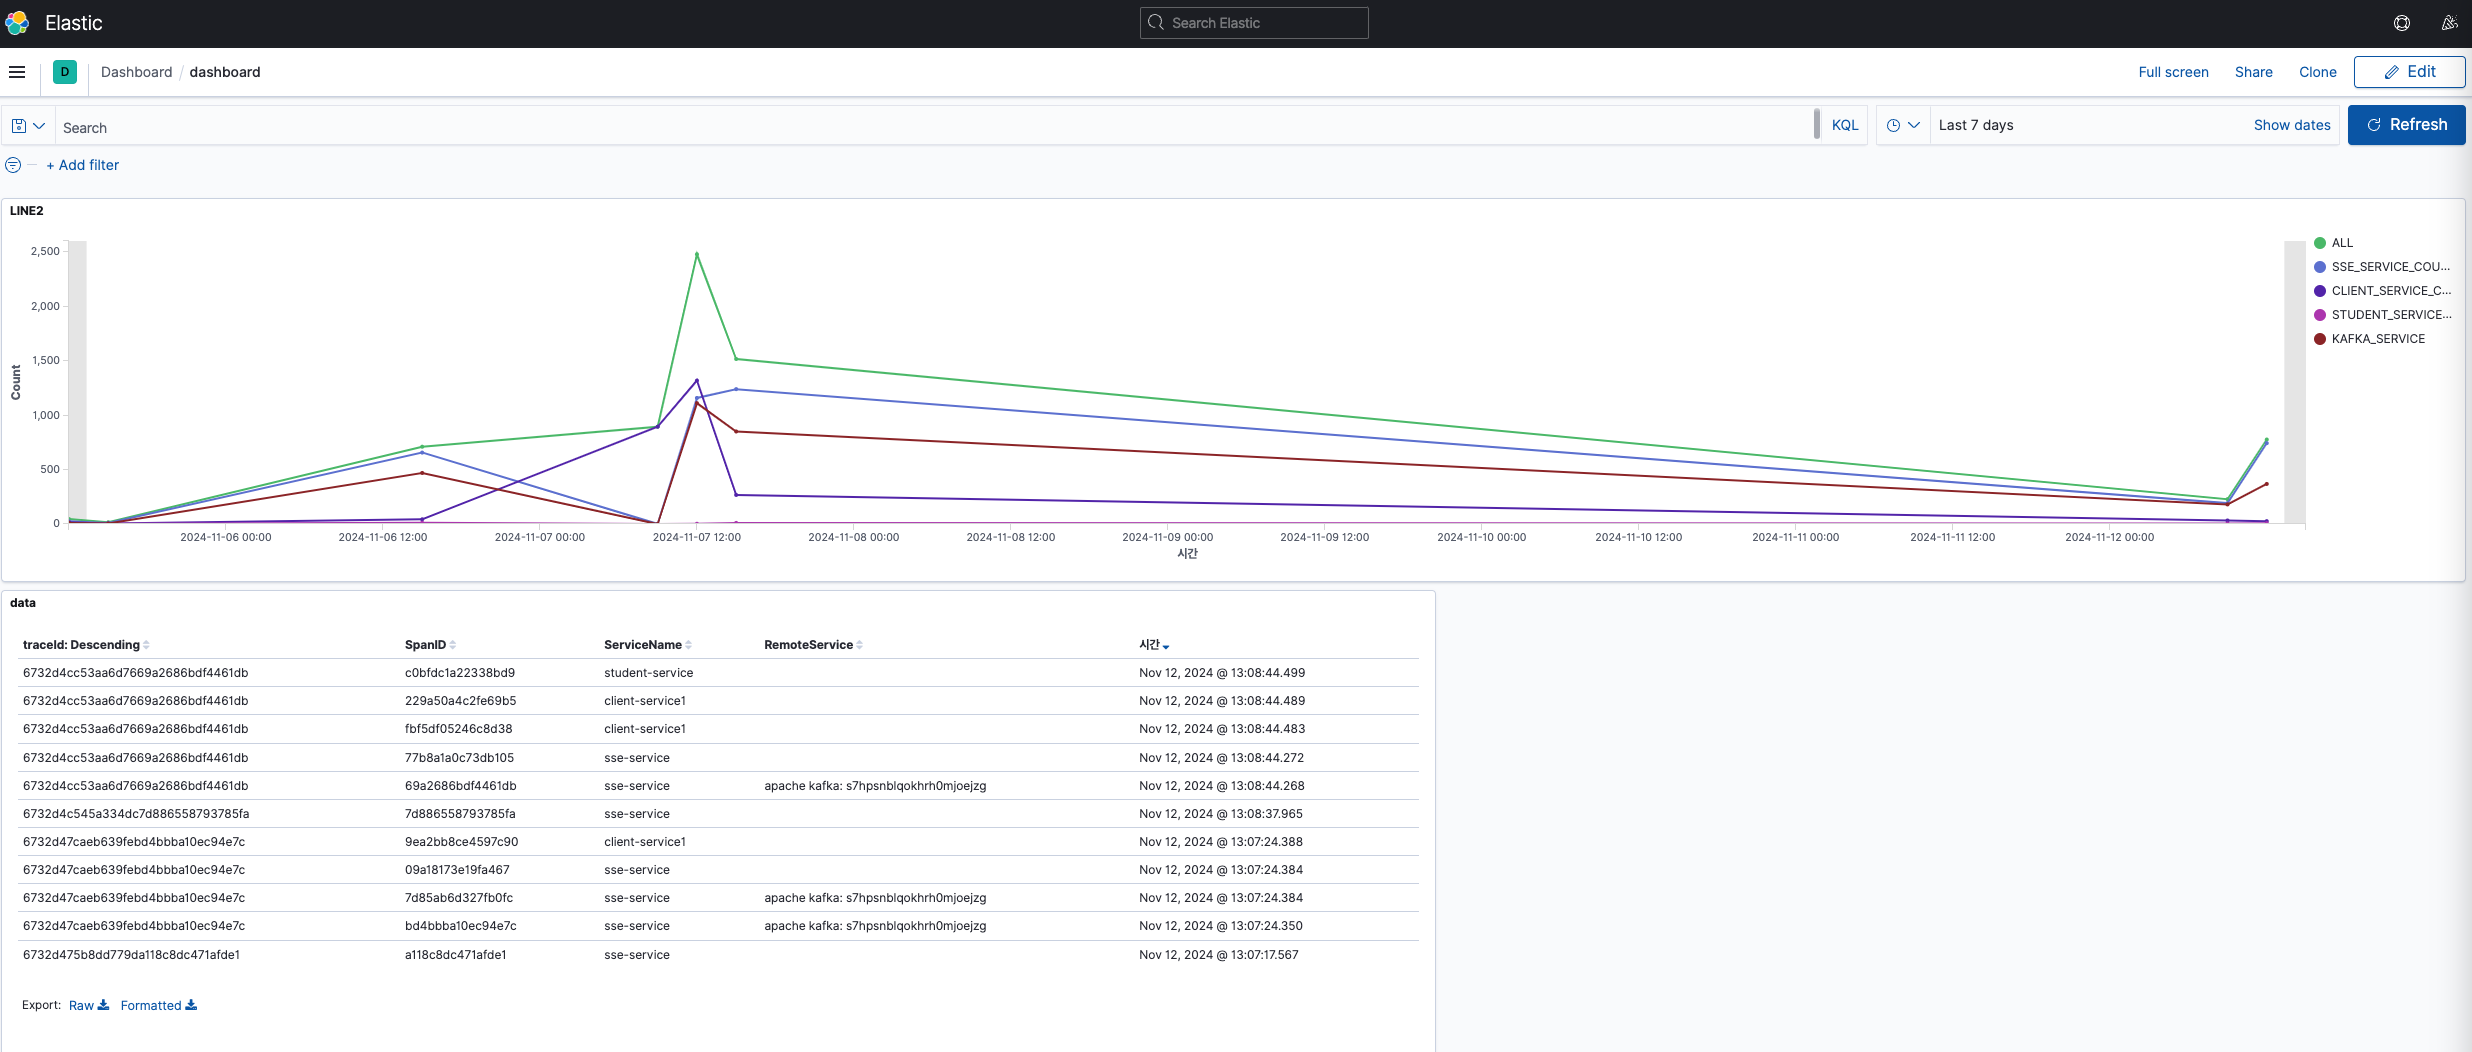 Elastic
Search Elastic
D
Dashboard / dashboard
Full screen
Share
Clone
Edit
Search
KQL
Last 7 days
Show dates
Refresh
+ Add filter
LINE2
2,500
2,000
1,500
1,000
500
0
Count
2024-11-06 00:00
2024-11-06 12:00
2024-11-07 00:00
2024-11-07 12:00
2024-11-08 00:00
2024-11-08 12:00
2024-11-09 00:00
2024-11-09 12:00
2024-11-10 00:00
2024-11-10 12:00
2024-11-11 00:00
2024-11-11 12:00
2024-11-12 00:00
시간
ALL
SSE_SERVICE_COU...
CLIENT_SERVICE_C...
STUDENT_SERVICE...
KAFKA_SERVICE
data
traceId: Descending SpanID ServiceName RemoteService 시간
6732d4cc53aa6d7669a2686bdf4461db c0bfdc1a22338bd9 student-service Nov 12, 2024 @ 13:08:44.499
6732d4cc53aa6d7669a2686bdf4461db 229a50a4c2fe69b5 client-service1 Nov 12, 2024 @ 13:08:44.489
6732d4cc53aa6d7669a2686bdf4461db fbf5df05246c8d38 client-service1 Nov 12, 2024 @ 13:08:44.483
6732d4cc53aa6d7669a2686bdf4461db 77b8a1a0c73db105 sse-service Nov 12, 2024 @ 13:08:44.272
6732d4cc53aa6d7669a2686bdf4461db 69a2686bdf4461db sse-service apache kafka: s7hpsnblqokhrh0mjoejzg Nov 12, 2024 @ 13:08:44.268
6732d4c545a334dc7d886558793785fa 7d886558793785fa sse-service Nov 12, 2024 @ 13:08:37.965
6732d47caeb639febd4bbba10ec94e7c 9ea2bb8ce4597c90 client-service1 Nov 12, 2024 @ 13:07:24.388
6732d47caeb639febd4bbba10ec94e7c 09a18173e19fa467 sse-service Nov 12, 2024 @ 13:07:24.384
6732d47caeb639febd4bbba10ec94e7c 7d85ab6d327fb0fc sse-service apache kafka: s7hpsnblqokhrh0mjoejzg Nov 12, 2024 @ 13:07:24.384
6732d47caeb639febd4bbba10ec94e7c bd4bbba10ec94e7c sse-service apache kafka: s7hpsnblqokhrh0mjoejzg Nov 12, 2024 @ 13:07:24.350
6732d475b8dd779da118c8dc471afde1 a118c8dc471afde1 sse-service Nov 12, 2024 @ 13:07:17.567
Export: Raw Formatted